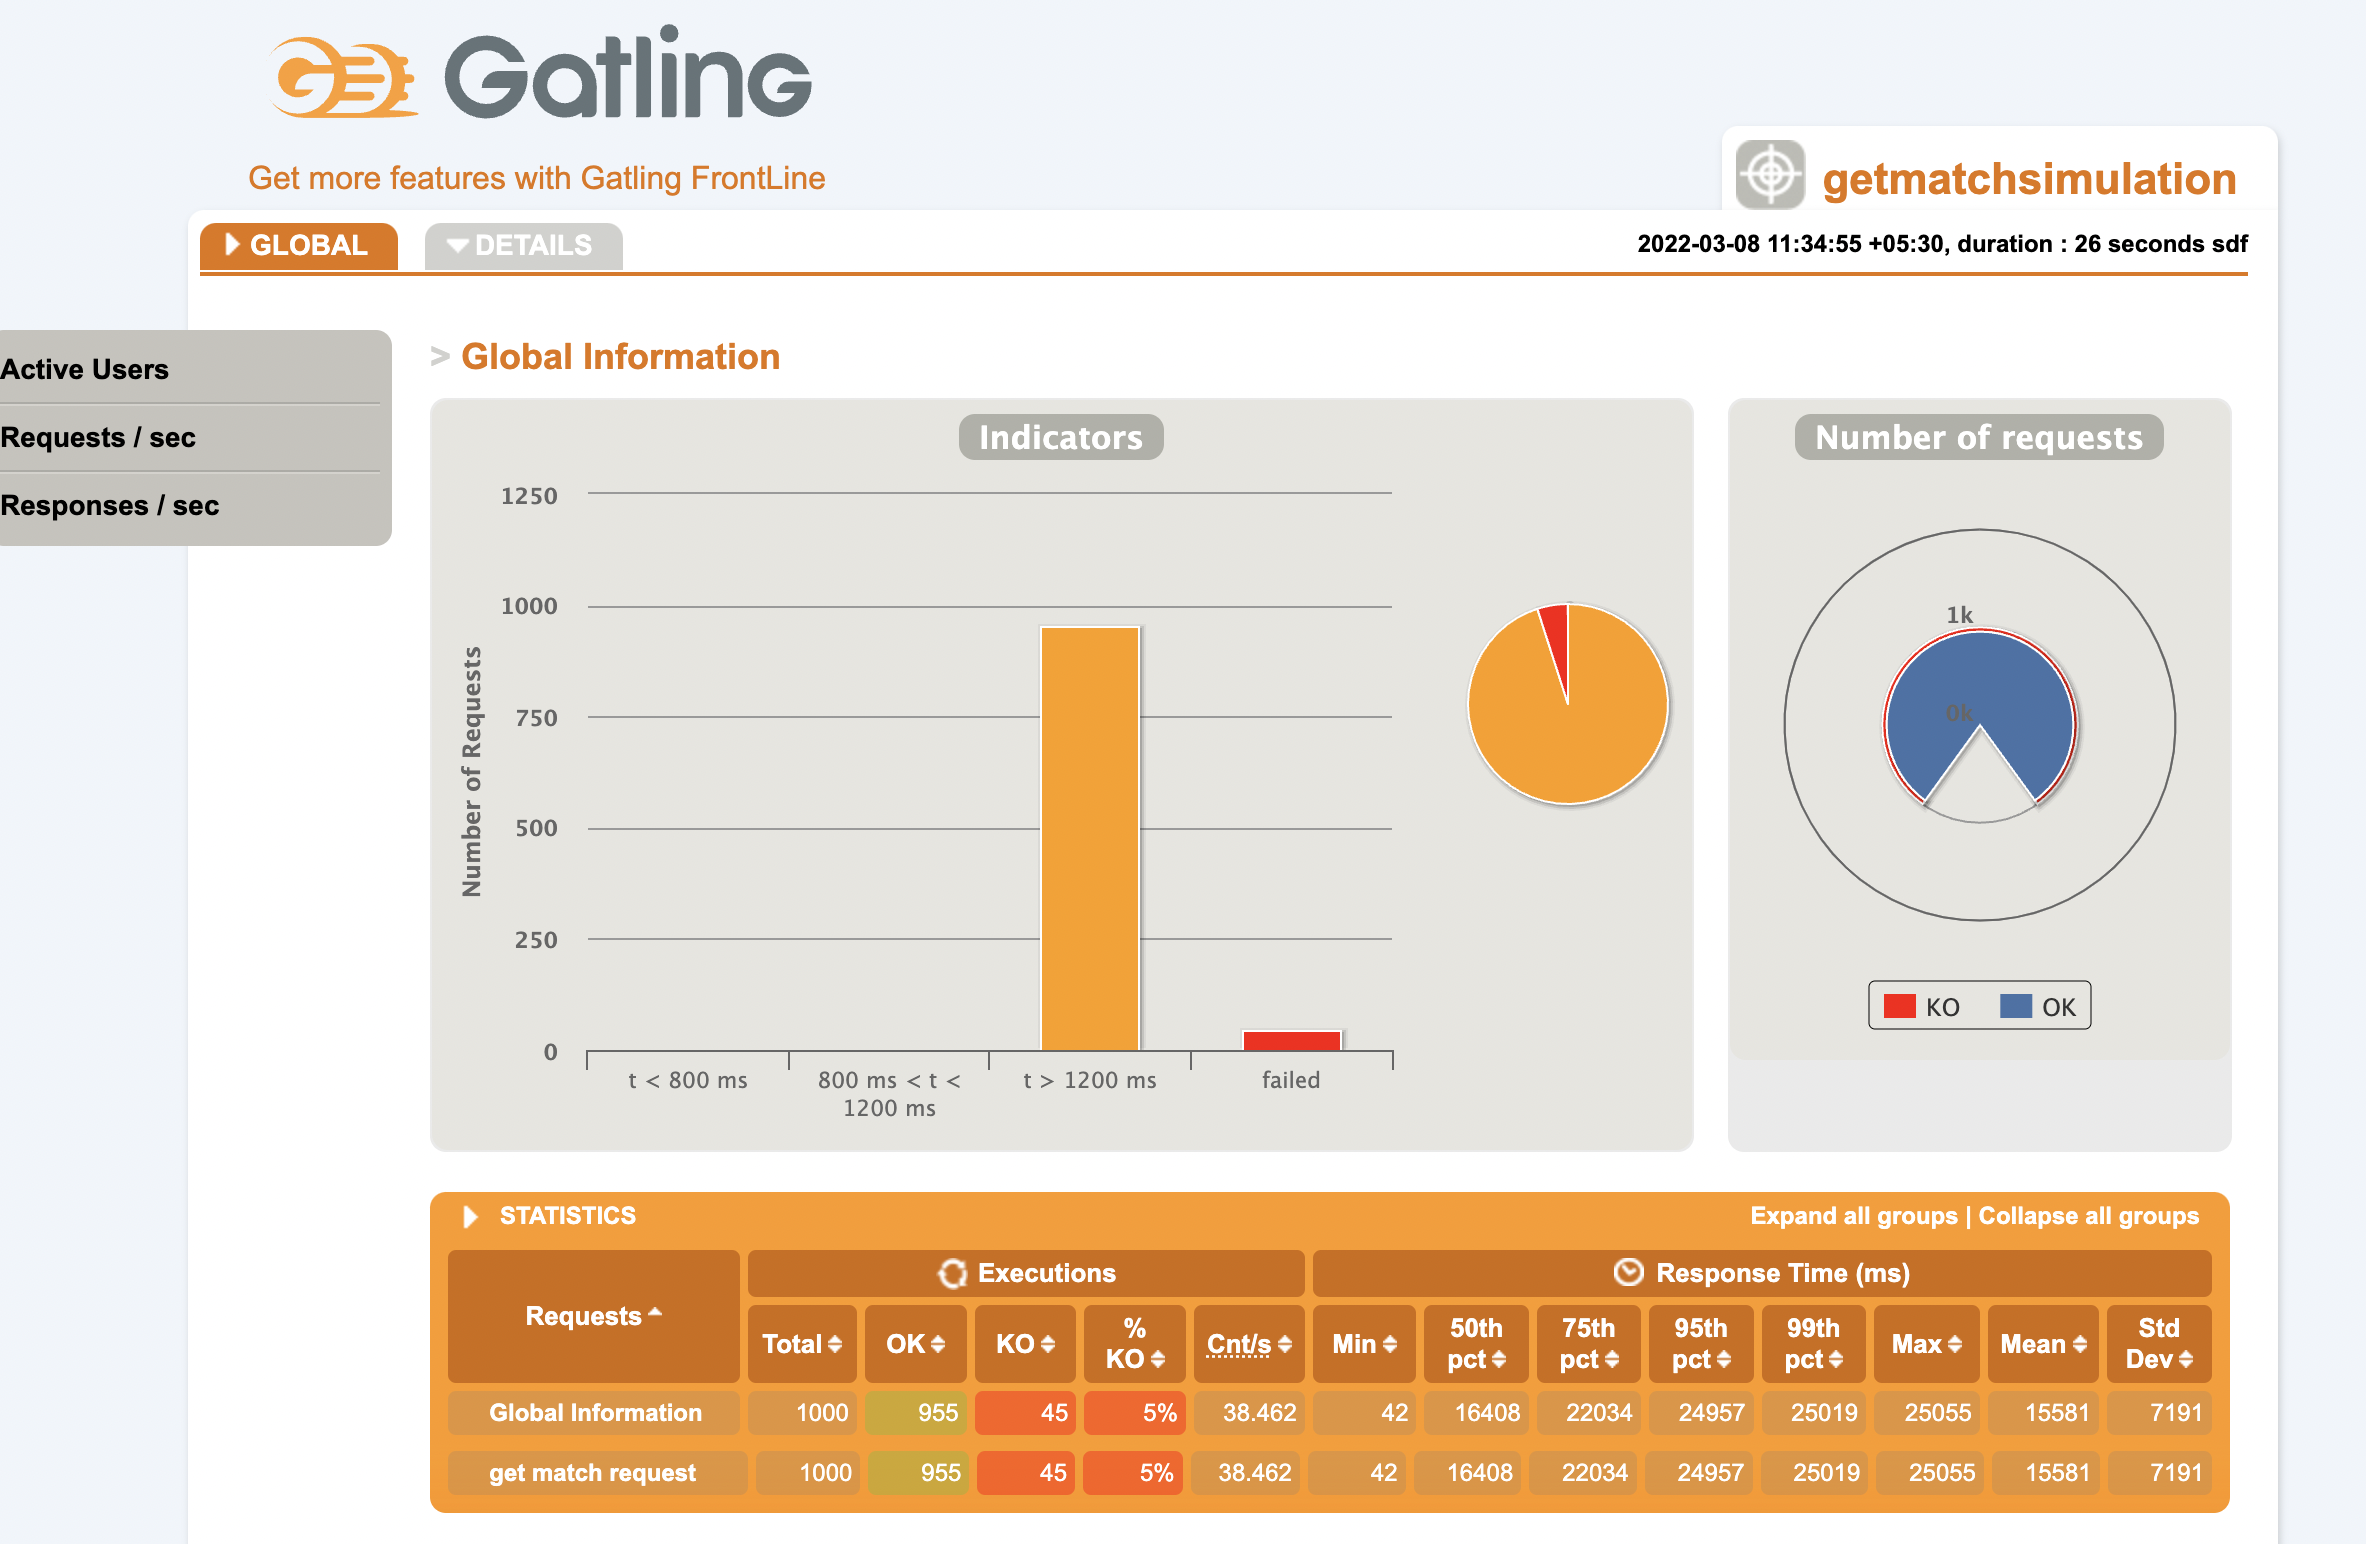 Gatling
Get more features with Gatling FrontLine
getmatchsimulation
GLOBAL
DETAILS
2022-03-08 11:34:55 +05:30, duration : 26 seconds sdf
Active Users
Requests / sec
Responses / sec
> Global Information
Indicators
Number of Requests
1250
1000
750
500
250
0
t < 800 ms
800 ms < t <
1200 ms
t > 1200 ms
failed
Number of requests
1k
0k
KO
OK
STATISTICS
Expand all groups | Collapse all groups
Requests
Executions
Response Time (ms)
Total
OK
KO
%
KO
Cnt/s
Min
50th
pct
75th
pct
95th
pct
99th
pct
Max
Mean
Std
Dev
Global Information 1000 955 45 5% 38.462 42 16408 22034 24957 25019 25055 15581 7191
get match request 1000 955 45 5% 38.462 42 16408 22034 24957 25019 25055 15581 7191